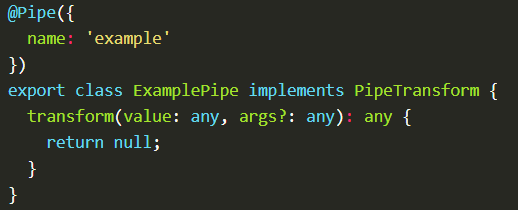 @Pipe({
  name: 'example'
})
export class ExamplePipe implements PipeTransform {
  transform(value: any, args?: any): any {
    return null;
  }
}